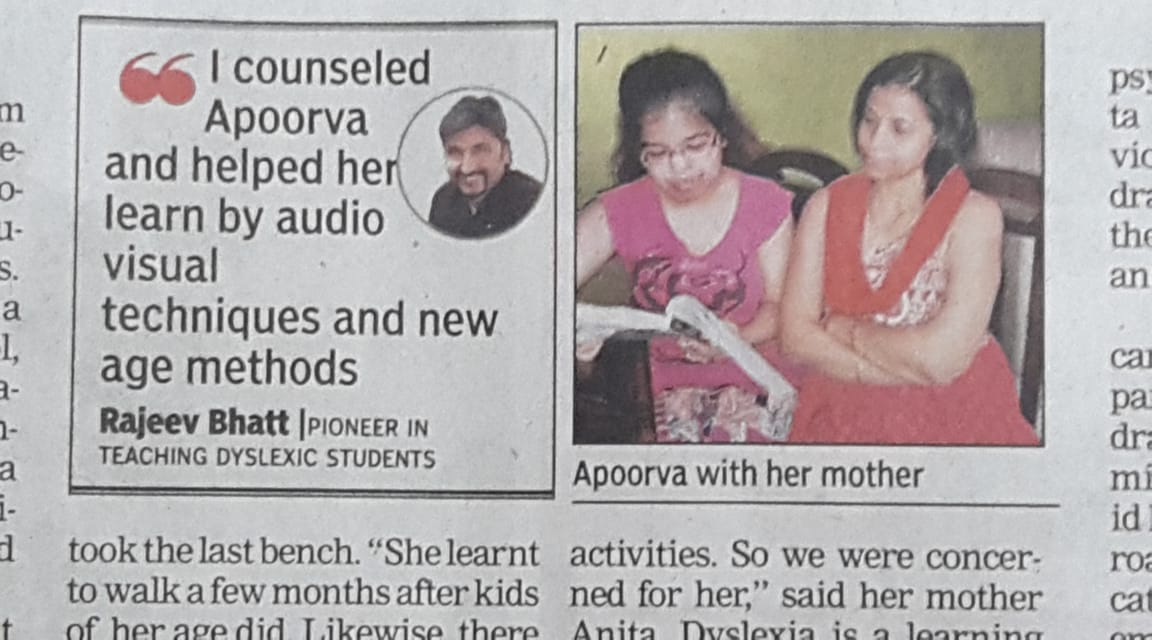 m
e-
o-
u-
s.
a
l,
a-
n-
a
i-
d
t
“I counseled
Apoorva
and helped her
learn by audio
visual
techniques and new
age methods
Rajeev Bhatt |PIONEER IN
TEACHING DYSLEXIC STUDENTS
took the last bench. “She learnt
to walk a few months after kids
of her age did. Likewise, there
Apoorva with her mother
activities. So we were concer-
ned for her,” said her mother
Anita. Dyslexia is a learning
psy
ta
vic
dra
the
an
car
pa
dra
mi
id
roa
cat